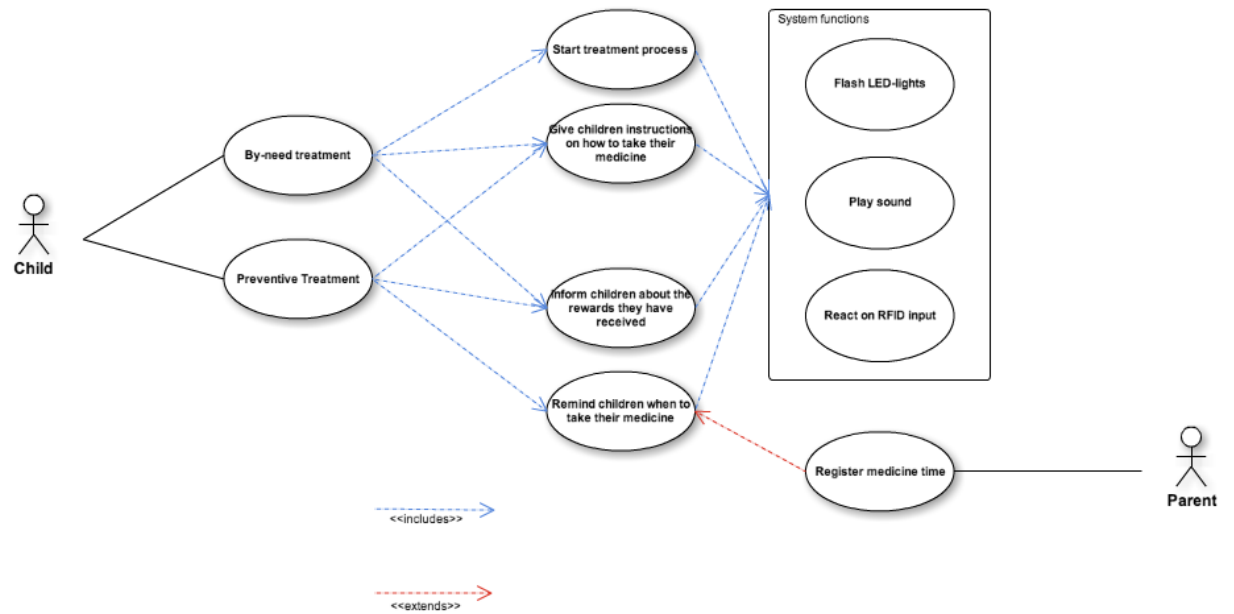 System functions
Start treatment process
Flash LED-lights
Give children instructions
on how to take their
medicine
By-need treatment
Play sound
Child
Preventive Treatment
Inform children about the
rewards they have
received
React on RFID input
Remind children when to
take their medicine
Register medicine time
Parent
<<includes>>
<<extends>>